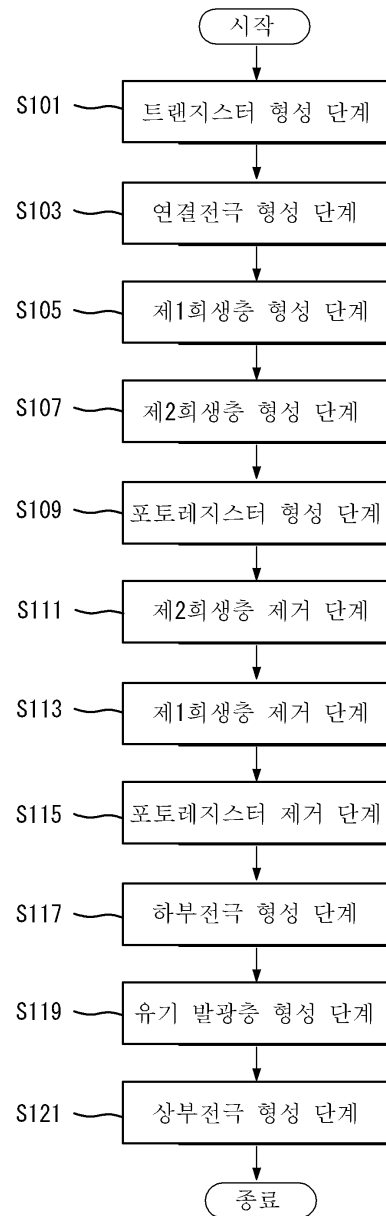 시작
S101 트랜지스터 형성 단계
S103 연결전극 형성 단계
S105 제1희생층 형성 단계
S107 제2희생층 형성 단계
S109 포토레지스터 형성 단계
S111 제2희생층 제거 단계
S113 제1희생층 제거 단계
S115 포토레지스터 제거 단계
S117 하부전극 형성 단계
S119 유기 발광층 형성 단계
S121 상부전극 형성 단계
종료